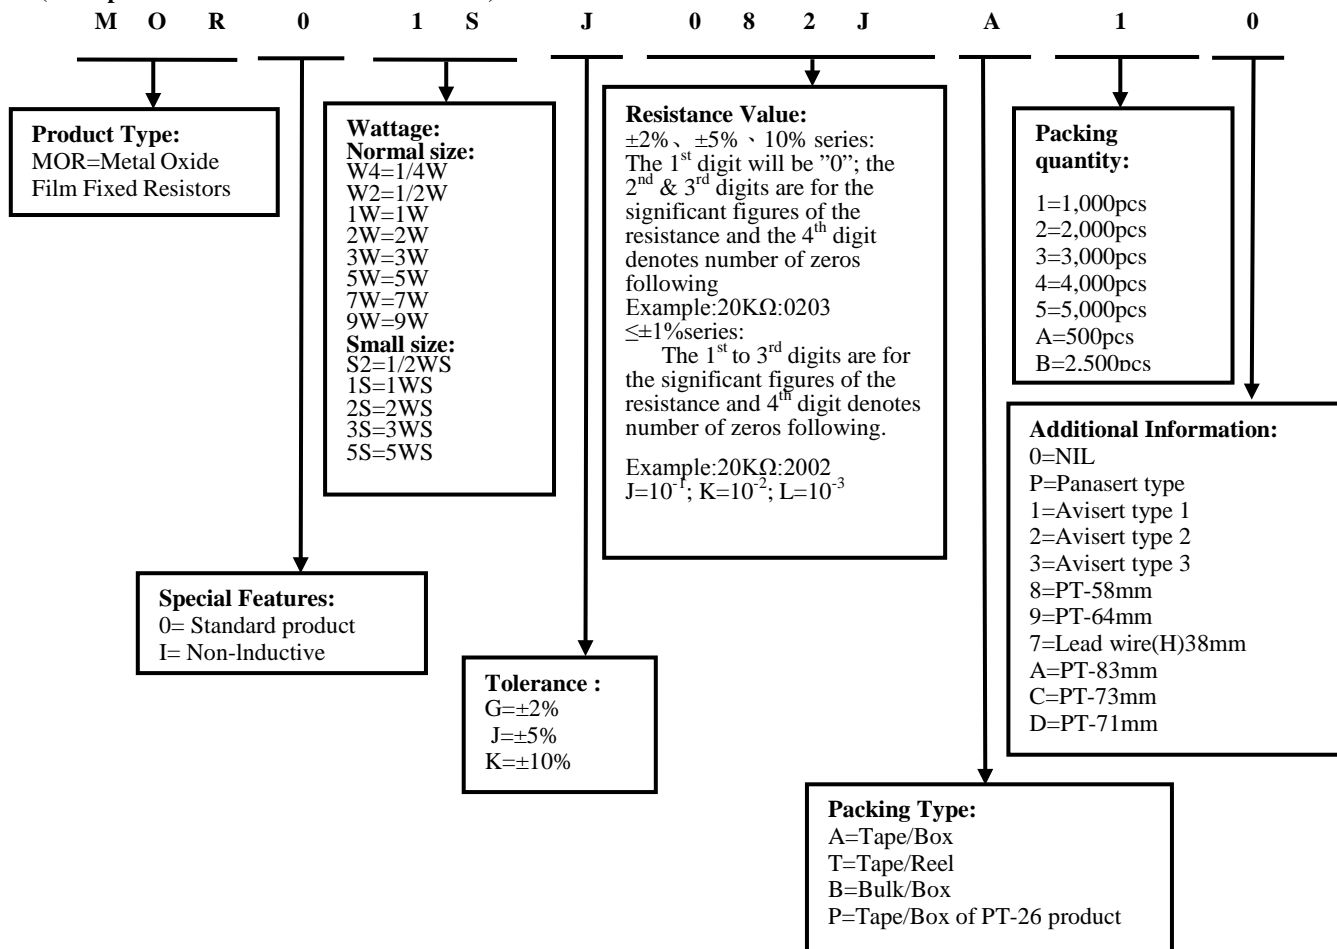 M O R 0 1 S J 0 8 2 J A 1 0
Product Type:
MOR=Metal Oxide
Film Fixed Resistors
Wattage:
Normal size:
W4=1/4W
W2=1/2W
1W=1W
2W=2W
3W=3W
5W=5W
7W=7W
9W=9W
Small size:
S2=1/2WS
1S=1WS
2S=2WS
3S=3WS
5S=5WS
Resistance Value:
±2%、±5%、10% series:
The 1st digit will be ”0”; the
2nd & 3rd digits are for the
significant figures of the
resistance and the 4th digit
denotes number of zeros
following
Example:20KΩ:0203
≤±1%series:
The 1st to 3rd digits are for
the significant figures of the
resistance and 4th digit denotes
number of zeros following.
Example:20KΩ:2002
J=10-1; K=10-2; L=10-3
Packing
quantity:
1=1,000pcs
2=2,000pcs
3=3,000pcs
4=4,000pcs
5=5,000pcs
A=500pcs
B=2,500pcs
Additional Information:
0=NIL
P=Panasert type
1=Avisert type 1
2=Avisert type 2
3=Avisert type 3
8=PT-58mm
9=PT-64mm
7=Lead wire(H)38mm
A=PT-83mm
C=PT-73mm
D=PT-71mm
Special Features:
0= Standard product
I= Non-lnductive
Tolerance :
G=±2%
J=±5%
K=±10%
Packing Type:
A=Tape/Box
T=Tape/Reel
B=Bulk/Box
P=Tape/Box of PT-26 product